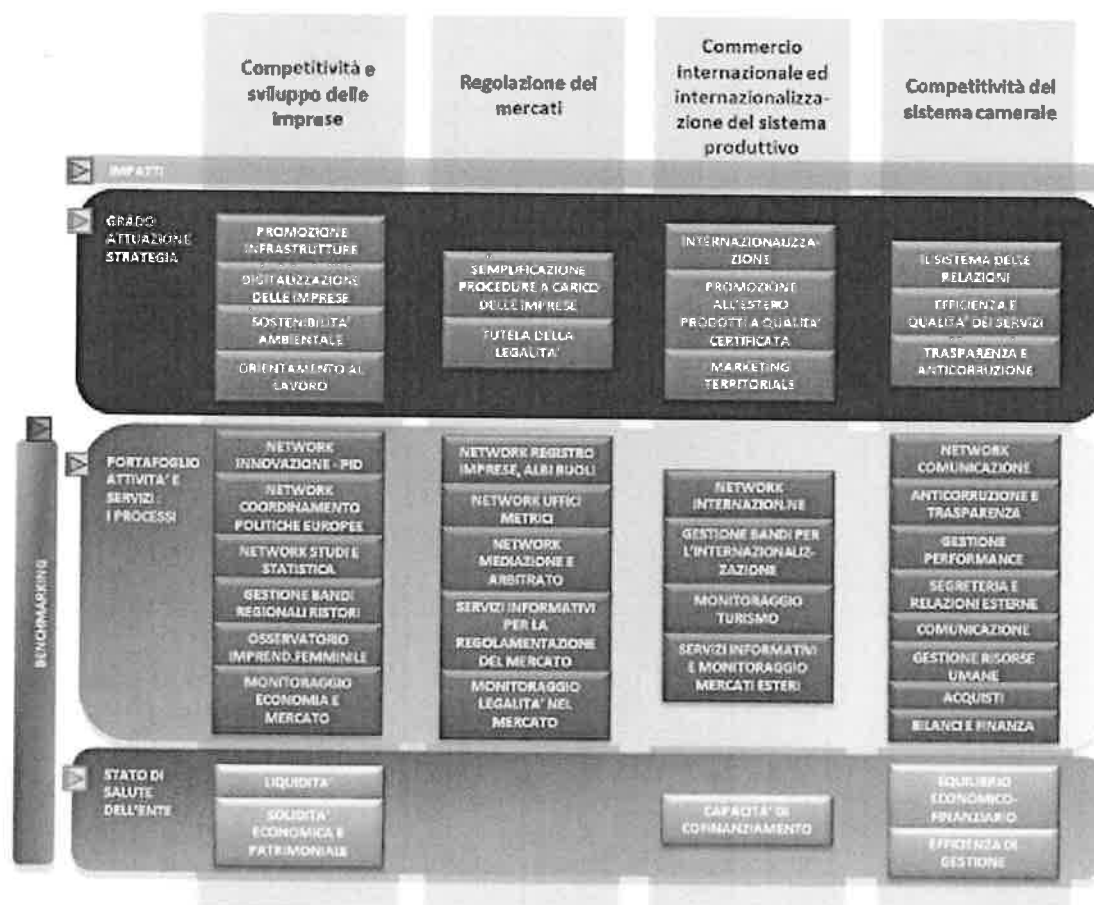 Competitività e
sviluppo delle
imprese
Regolazione dei
mercati
Commercio
internazionale ed
internazionalizza-
zione del sistema
produttivo
Competitività del
sistema camerale
IMPATTI
GRADO
ATTUAZIONE
STRATEGIA
PROMOZIONE
INFRASTRUTTURE
DIGITALIZZAZIONE
DELLE IMPRESE
SOSTENIBILITA'
AMBIENTALE
ORIENTAMENTO AL
LAVORO
SEMPLIFICAZIONE
PROCEDURE A CARICO
DELLE IMPRESE
TUTELA DELLA
LEGALITA'
INTERNAZIONALIZZA-
ZIONE
PROMOZIONE
ALL'ESTERO
PRODOTTI A QUALITA'
CERTIFICATA
MARKETING
TERRITORIALE
IL SISTEMA DELLE
RELAZIONI
EFFICIENZA E
QUALITA' DEI SERVIZI
TRASPARENZA E
ANTICORRUZIONE
BENCHMARKING
PORTAFOGLIO
ATTIVITA' E
SERVIZI
I PROCESSI
NETWORK
INNOVAZIONE - PID
NETWORK
COORDINAMENTO
POLITICHE EUROPEE
NETWORK STUDI E
STATISTICA
GESTIONE BANDI
REGIONALI RISTORI
OSSERVATORIO
IMPREND.FEMMINILE
MONITORAGGIO
ECONOMIA E
MERCATO
NETWORK REGISTRO
IMPRESE, ALBI RUOLI
NETWORK UFFICI
METRICI
NETWORK
MEDIAZIONE E
ARBITRATO
SERVIZI INFORMATIVI
PER LA
REGOLAMENTAZIONE
DEL MERCATO
MONITORAGGIO
LEGALITA' NEL
MERCATO
NETWORK
INTERNAZION.NE
GESTIONE BANDI PER
L'INTERNAZIONALIZ-
ZAZIONE
MONITORAGGIO
TURISMO
SERVIZI INFORMATIVI
E MONITORAGGIO
MERCATI ESTERI
NETWORK
COMUNICAZIONE
ANTICORRUZIONE E
TRASPARENZA
GESTIONE
PERFORMANCE
SEGRETERIA E
RELAZIONI ESTERNE
COMUNICAZIONE
GESTIONE RISORSE
UMANE
ACQUISTI
BILANCI E FINANZA
STATO DI
SALUTE
DELL'ENTE
LIQUIDITA'
SOLIDITA'
ECONOMICA E
PATRIMONIALE
CAPACITA' DI
COFINANZIAMENTO
EQUILIBRIO
ECONOMICO-
FINANZIARIO
EFFICIENZA DI
GESTIONE